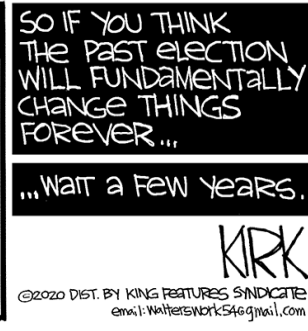 SO IF YOU THINK
THE PAST ELECTION
WILL FUNDAMENTALLY
CHANGE THINGS
FOREVER...
...WAIT A FEW YEARS.
KIRK
©2020 DIST. BY KING FEATURES SYNDICATE
email: Walterswork54@gmail.com